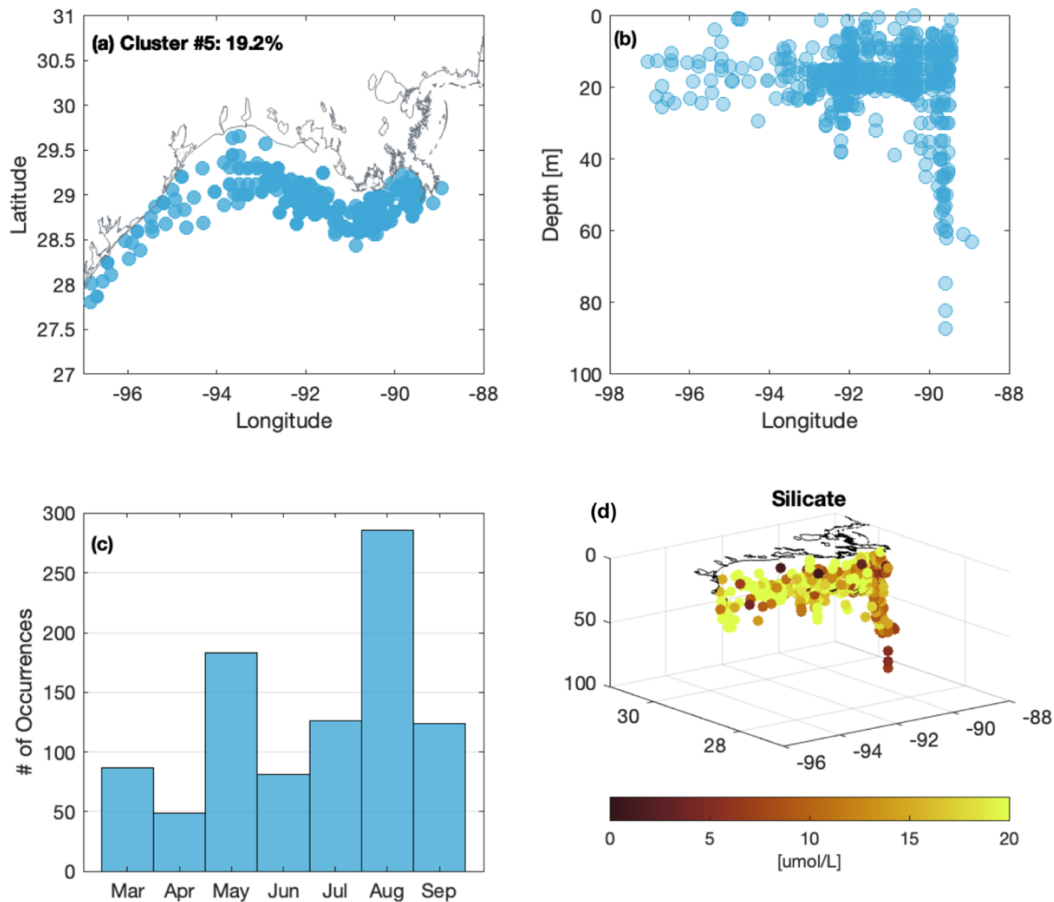 (a) Cluster #5: 19.2%
31
30.5
30
29.5
29
28.5
28
27.5
27
Latitude
-96 -94 -92 -90 -88
Longitude
(b)
0
20
40
60
80
100
Depth [m]
-98 -96 -94 -92 -90 -88
Longitude
(c)
300
250
200
150
100
50
0
# of Occurrences
Mar Apr May Jun Jul Aug Sep
(d)
Silicate
0
50
100
30
28
-96 -94 -92 -90 -88
0 5 10 15 20
[umol/L]